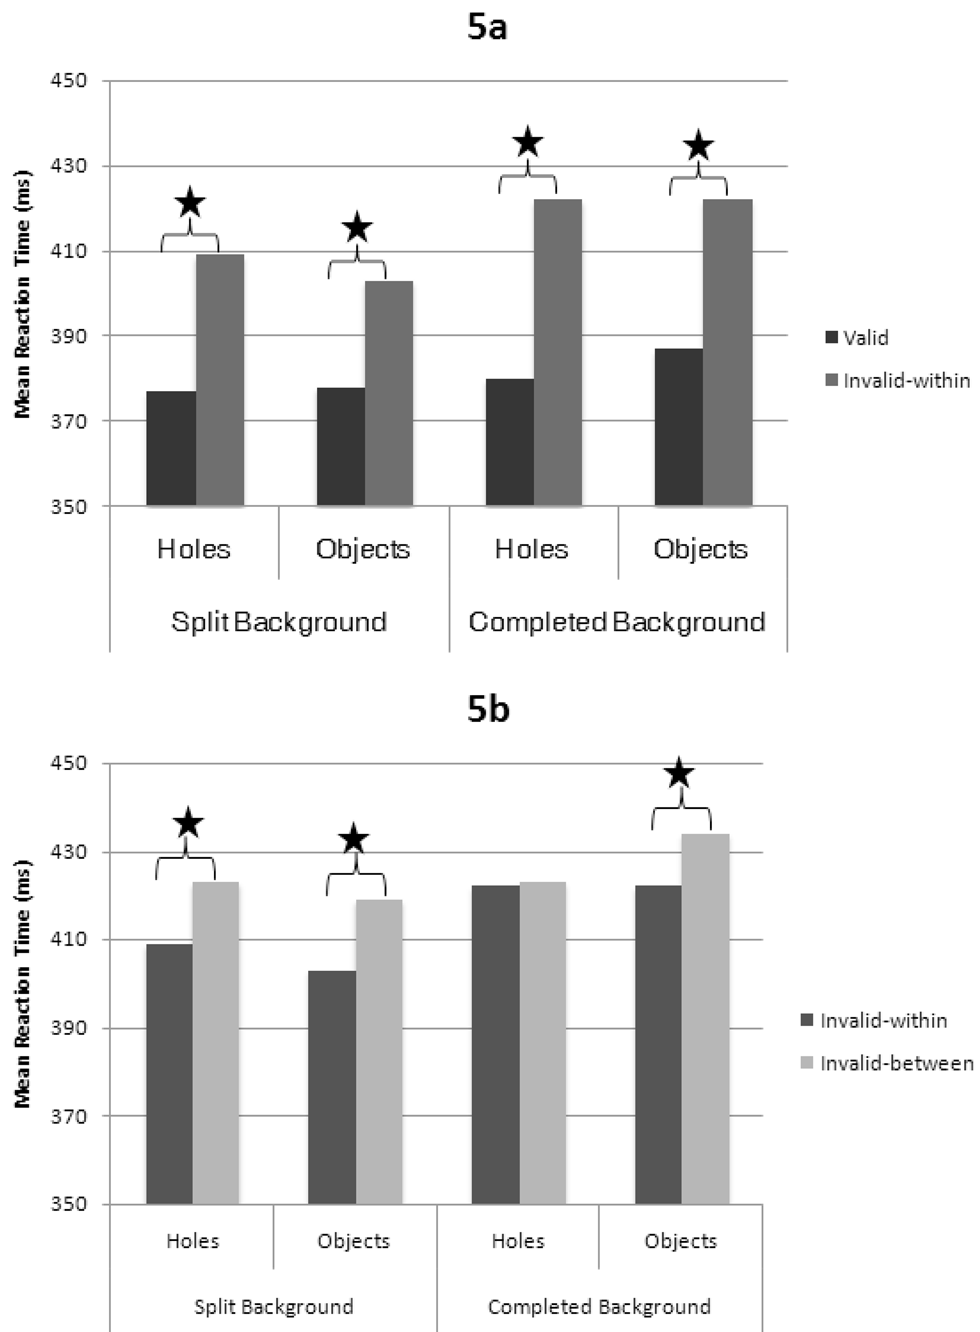 5a
450
430
410
390
370
350
Mean Reaction Time (ms)
Valid
Invalid-within
Holes Objects Holes Objects
Split Background Completed Background
5b
450
430
410
390
370
350
Mean Reaction Time (ms)
Invalid-within
Invalid-between
Holes Objects Holes Objects
Split Background Completed Background